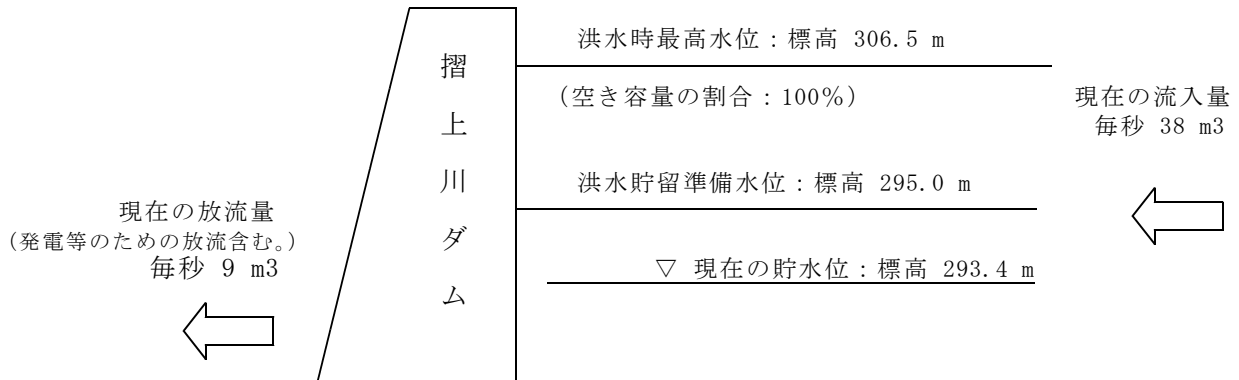 洪水時最高水位：標高 306.5 m
（空き容量の割合：100％）
現在の流入量
毎秒 38 m3
摺上川ダム
洪水貯留準備水位：標高 295.0 m
現在の放流量
（発電等のための放流含む。）
毎秒 9 m3
▽ 現在の貯水位：標高 293.4 m